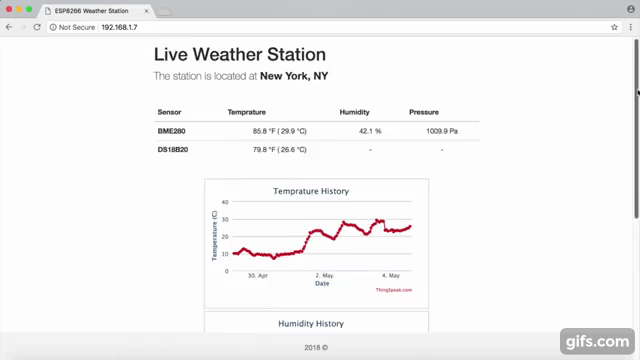 ESP8266 Weather Station
Not Secure
192.168.1.7
Live Weather Station
The station is located at New York, NY
Sensor Temprature Humidity Pressure
BME280 85.8 °F ( 29.9 °C) 42.1 % 1009.9 Pa
DS18B20 79.8 °F ( 26.6 °C) - -
Temprature History
Temperature (C)
40
30
20
10
0
30. Apr 2. May 4. May
Date
ThingSpeak.com
Humidity History
2018 ©
gifs.com